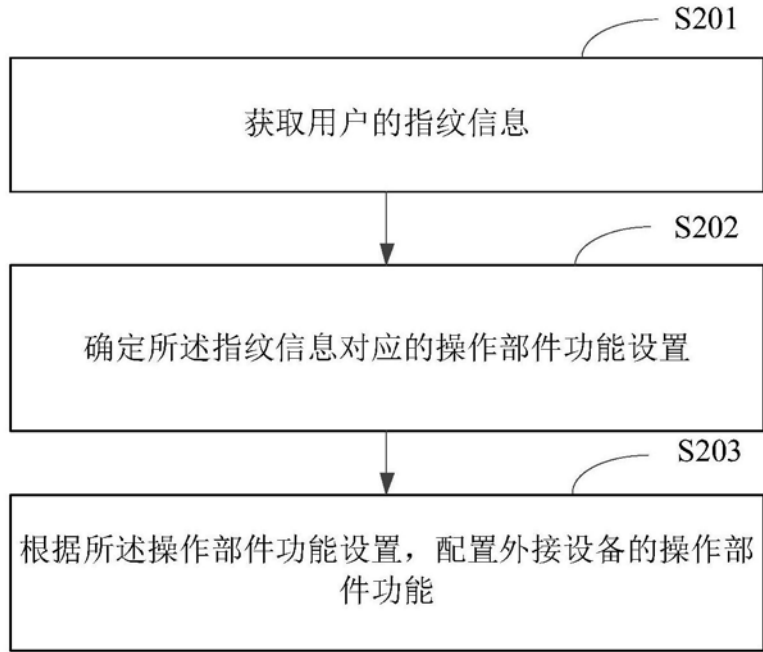 S201
获取用户的指纹信息
S202
确定所述指纹信息对应的操作部件功能设置
S203
根据所述操作部件功能设置，配置外接设备的操作部
件功能